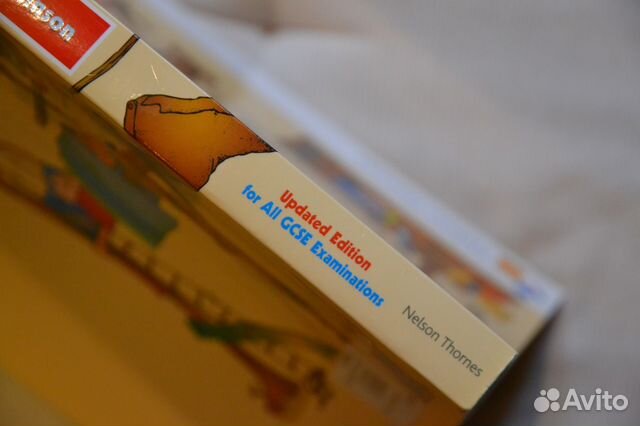 Updated Edition
for All GCSE Examinations
Nelson Thornes
Avito